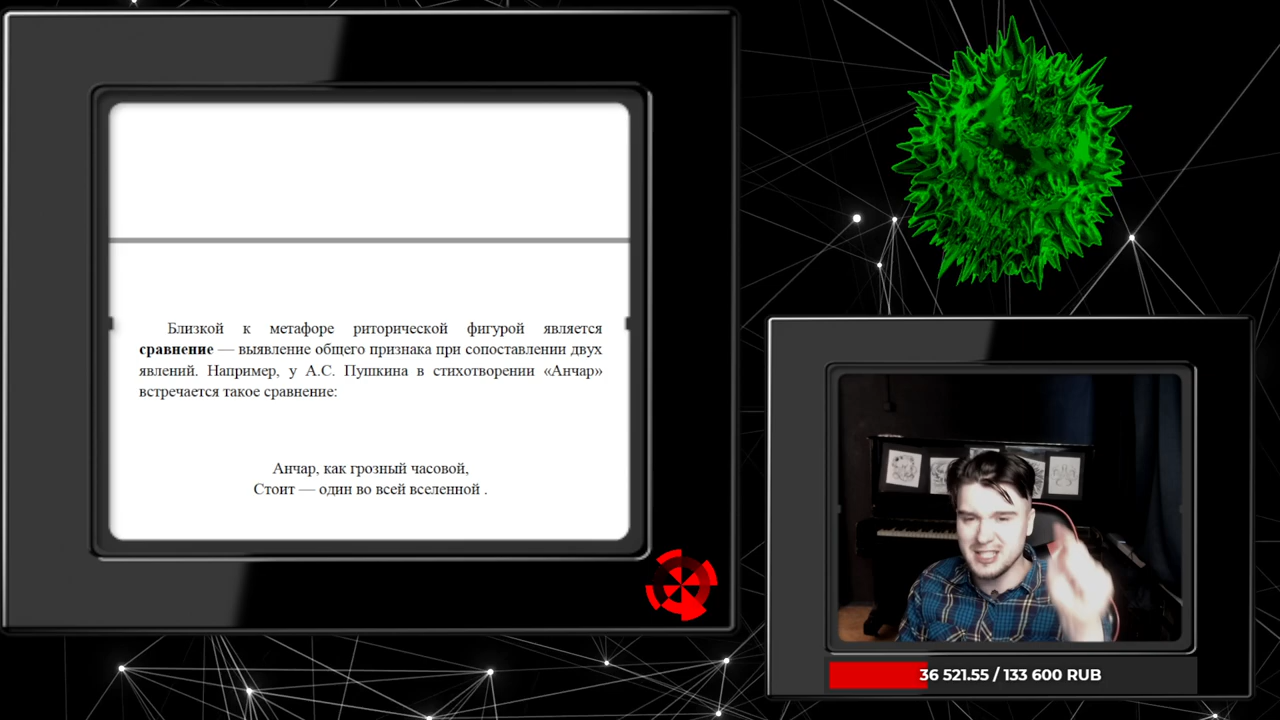 Близкой к метафоре риторической фигурой является
сравнение — выявление общего признака при сопоставлении двух
явлений. Например, у А.С. Пушкина в стихотворении «Анчар»
встречается такое сравнение:
Анчар, как грозный часовой,
Стоит — один во всей вселенной .
36 521.55 / 133 600 RUB